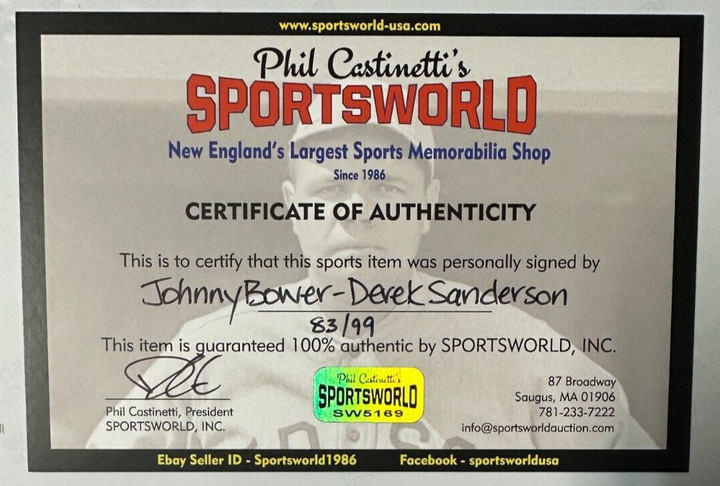 www.sportsworld-usa.com
Phil Castinetti's
SPORTSWORLD
New England's Largest Sports Memorabilia Shop
Since 1986
CERTIFICATE OF AUTHENTICITY
This is to certify that this sports item was personally signed by
Johnny Bower-Derek Sanderson
83/99
This item is guaranteed 100% authentic by SPORTSWORLD, INC.
Phil Castinetti, President
SPORTSWORLD, INC.
Phil Castinetti's
SPORTSWORLD
SW5169
87 Broadway
Saugus, MA 01906
781-233-7222
info@sportsworldauction.com
Ebay Seller ID - Sportsworld1986 Facebook - sportsworldusa